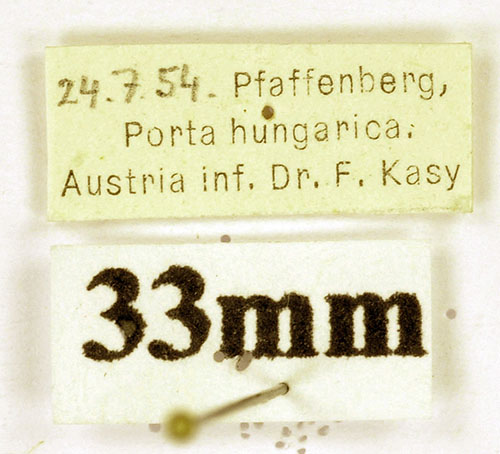 24.7.54. Pfaffenberg,
Porta hungarica.
Austria inf. Dr. F. Kasy
33mm